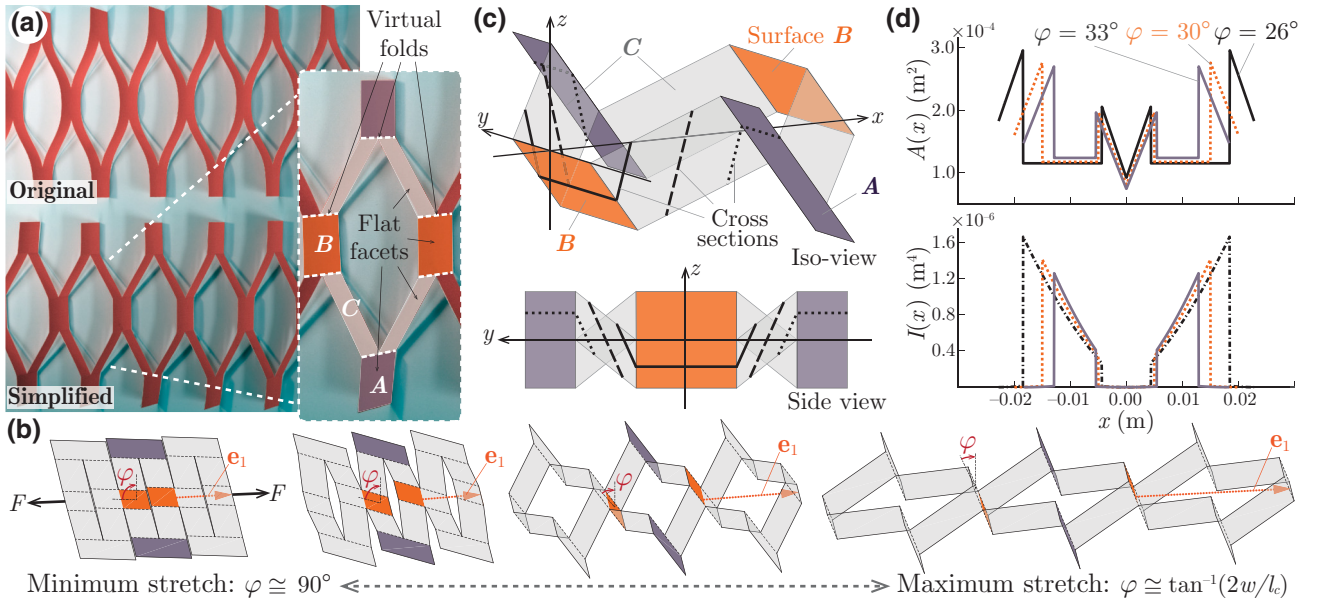 (a)
Original
Simplified
Virtual
folds
B
Flat
facets
C
A
(c)
z
C
Surface B
y
x
A
Cross
sections
B
Iso-view
z
y
Side view
(d)
×10⁻⁴
φ = 33° φ = 30° φ = 26°
3.0
2.0
1.0
A(x) (m²)
×10⁻⁶
1.6
1.2
0.8
0.4
I(x) (m⁴)
−0.02 −0.01 0.00 0.01 0.02
x (m)
(b)
F
φ
e₁
F
φ
e₁
φ
e₁
φ
e₁
Minimum stretch: φ ≅ 90°
Maximum stretch: φ ≅ tan⁻¹(2w/l꜀)